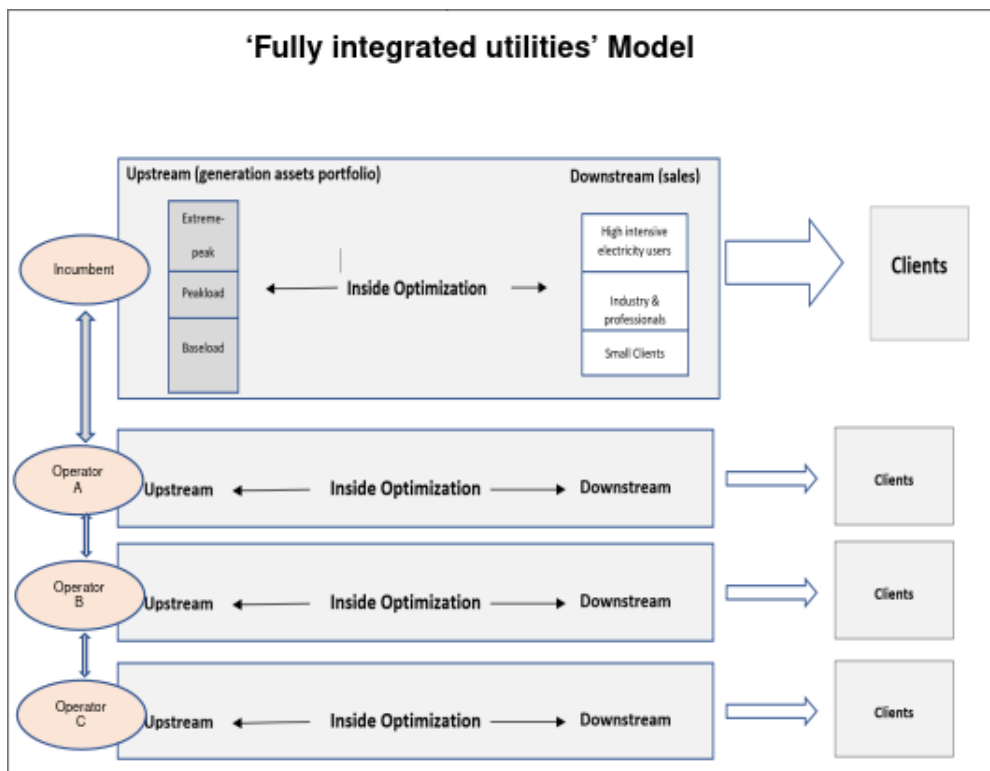 ‘Fully integrated utilities’ Model
Upstream (generation assets portfolio)
Downstream (sales)
Extreme-
peak
Peakload
Baseload
Incumbent
Inside Optimization
High intensive
electricity users
Industry &
professionals
Small Clients
Clients
Operator
A
Upstream
Inside Optimization
Downstream
Clients
Operator
B
Upstream
Inside Optimization
Downstream
Clients
Operator
C
Upstream
Inside Optimization
Downstream
Clients